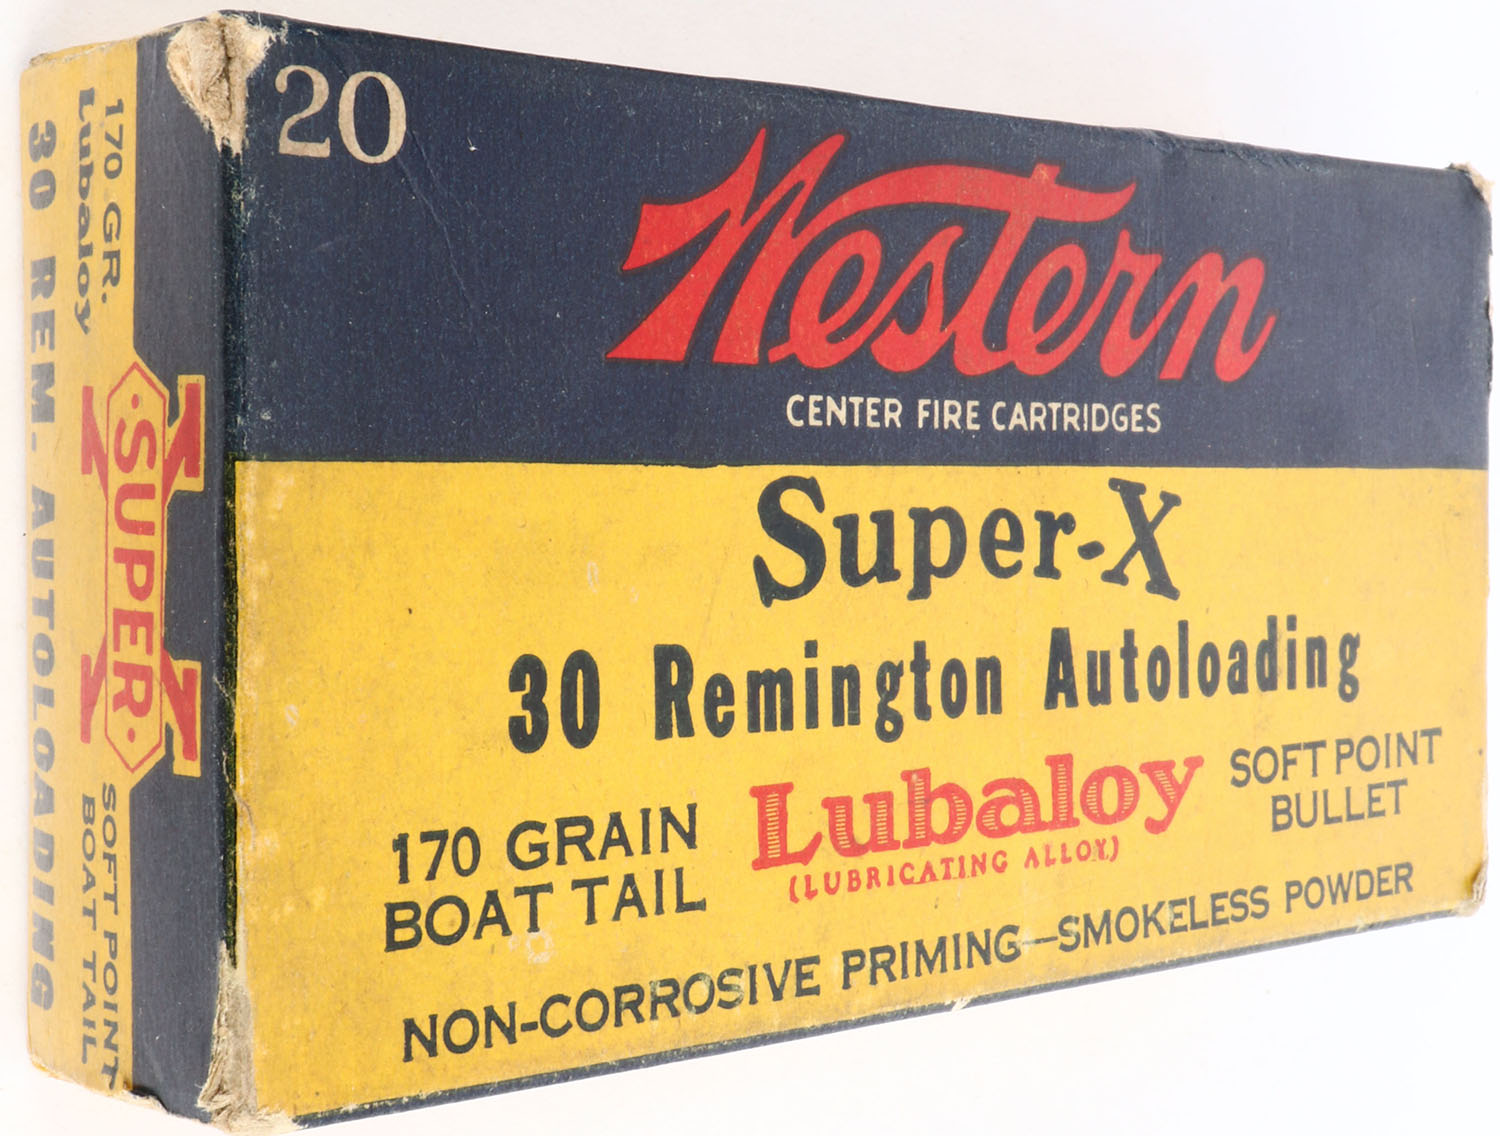 20
Western
CENTER FIRE CARTRIDGES
Super-X
30 Remington Autoloading
170 GRAIN
BOAT TAIL
Lubaloy
(LUBRICATING ALLOY)
SOFT POINT
BULLET
NON-CORROSIVE PRIMING—SMOKELESS POWDER
170 GR.
Lubaloy
SUPER
X
SOFT POINT
BOAT TAIL
30 REM. AUTOLOADING